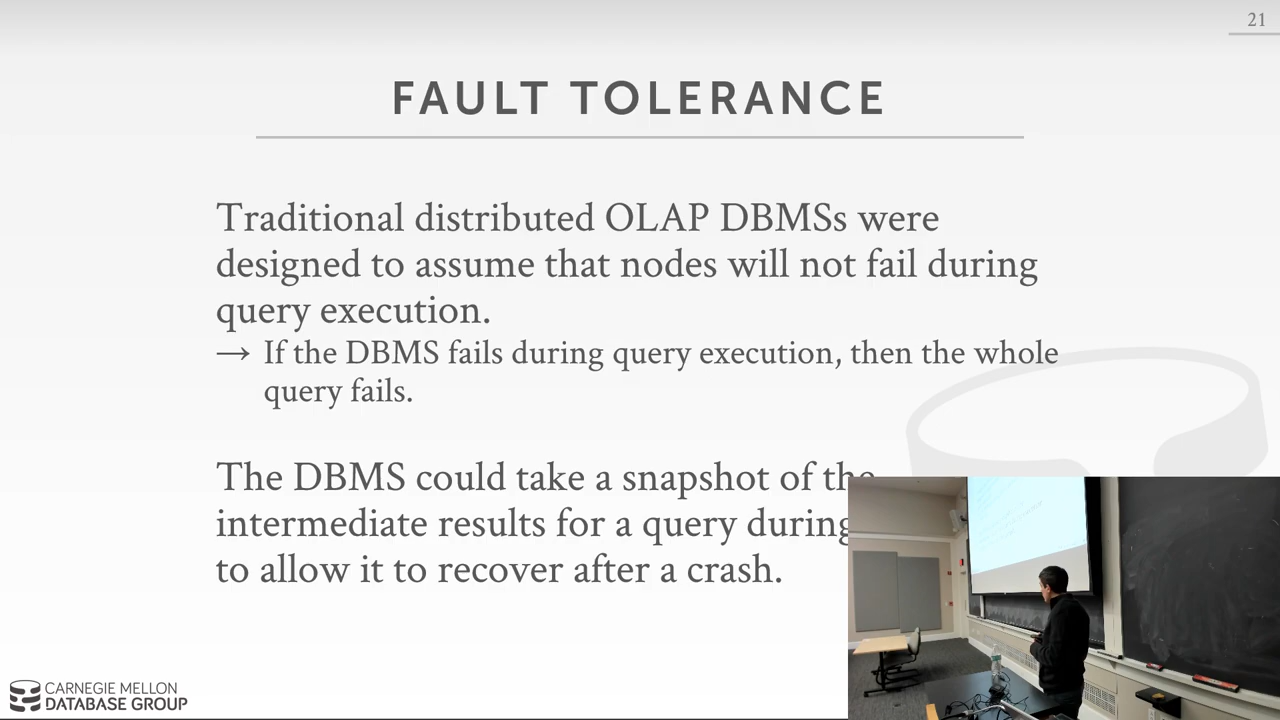 21
FAULT TOLERANCE
Traditional distributed OLAP DBMSs were
designed to assume that nodes will not fail during
query execution.
→ If the DBMS fails during query execution, then the whole
query fails.
The DBMS could take a snapshot of the
intermediate results for a query during
to allow it to recover after a crash.
CARNEGIE MELLON
DATABASE GROUP